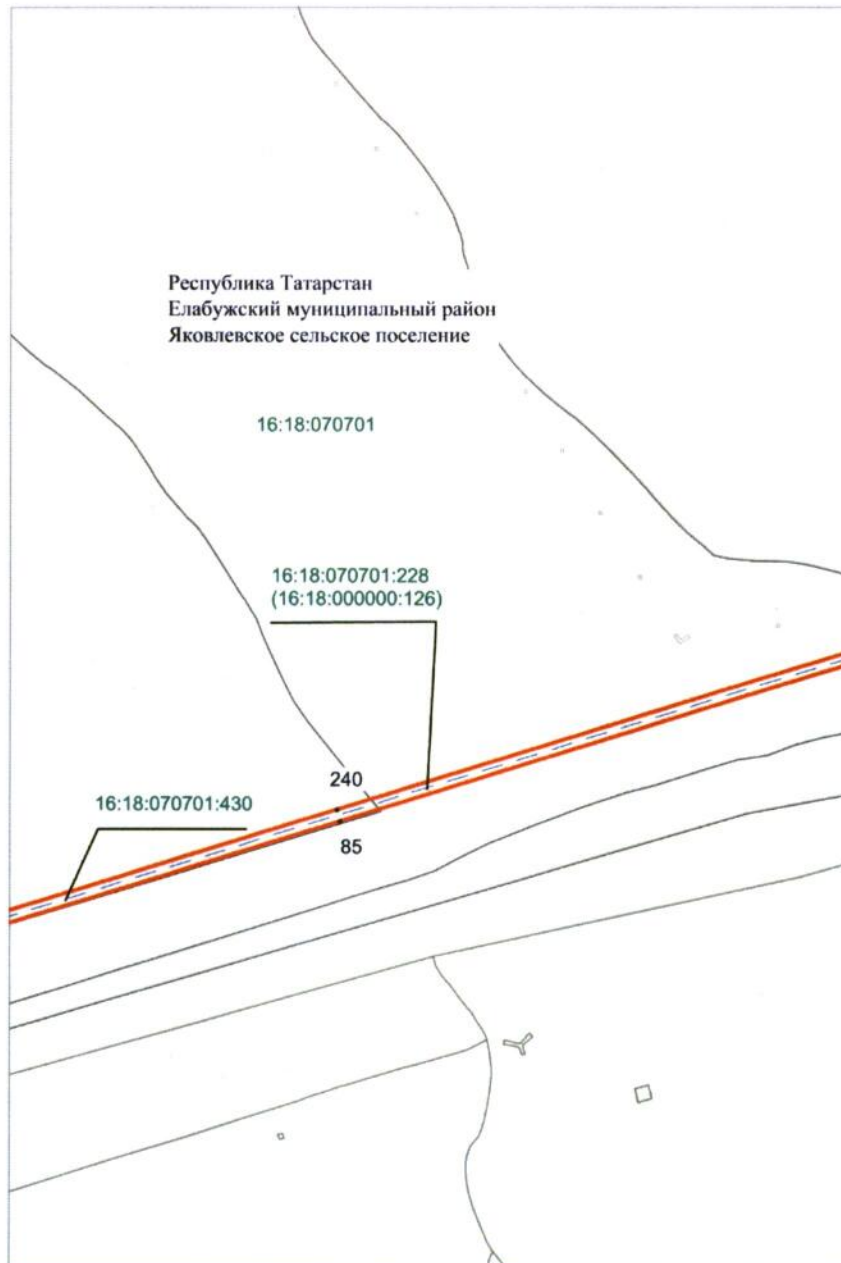 Республика Татарстан
Елабужский муниципальный район
Яковлевское сельское поселение
16:18:070701
16:18:070701:228
(16:18:000000:126)
240
16:18:070701:430
85